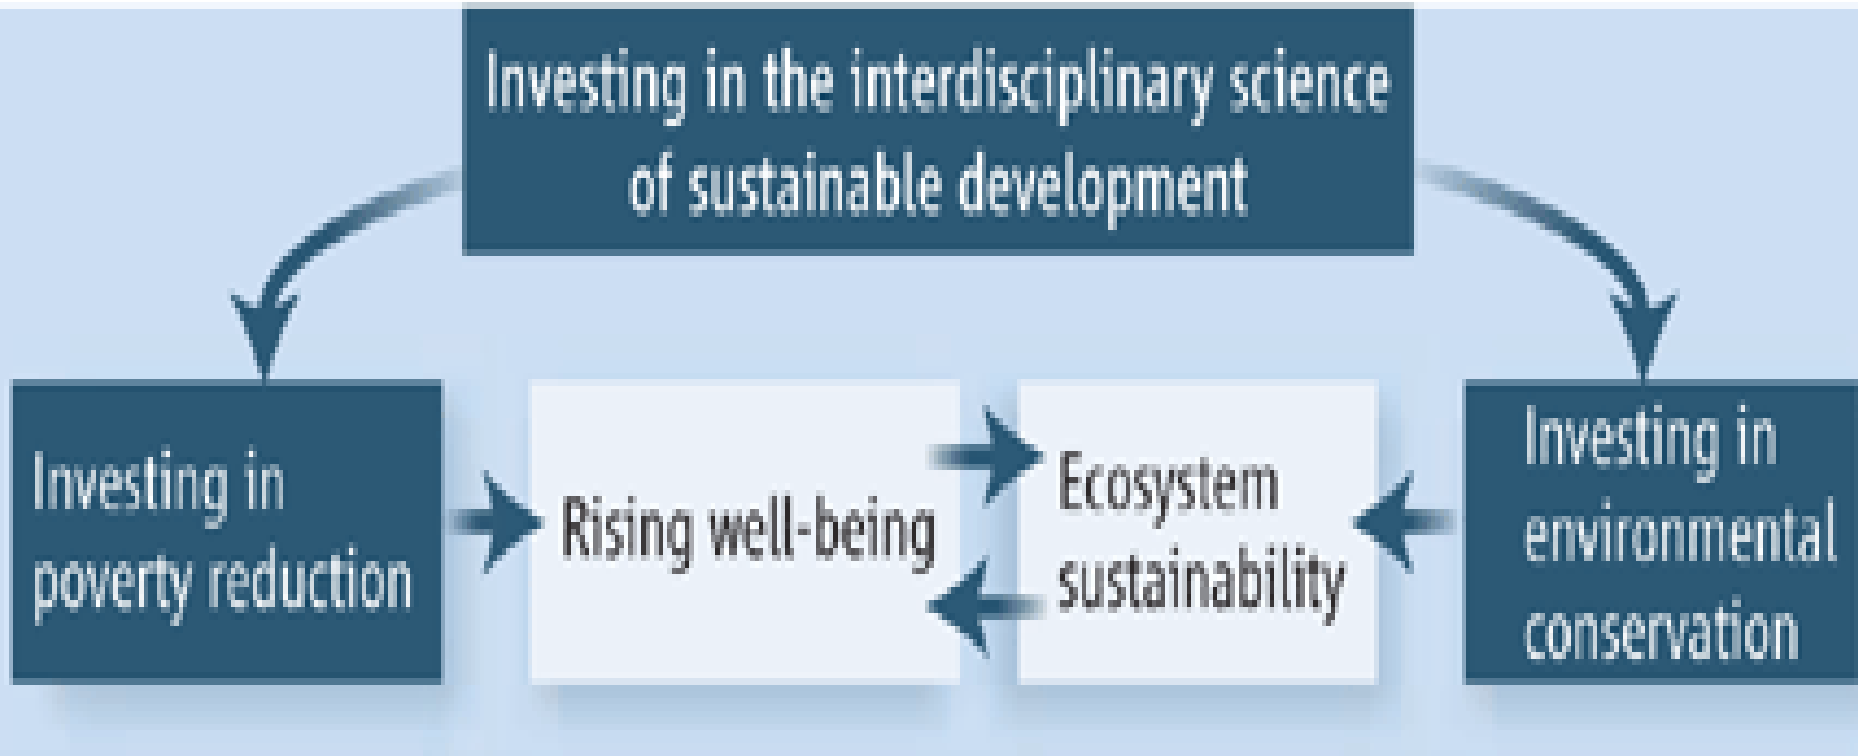 Investing in the interdisciplinary science
of sustainable development
Investing in
poverty reduction
Rising well-being
Ecosystem
sustainability
Investing in
environmental
conservation